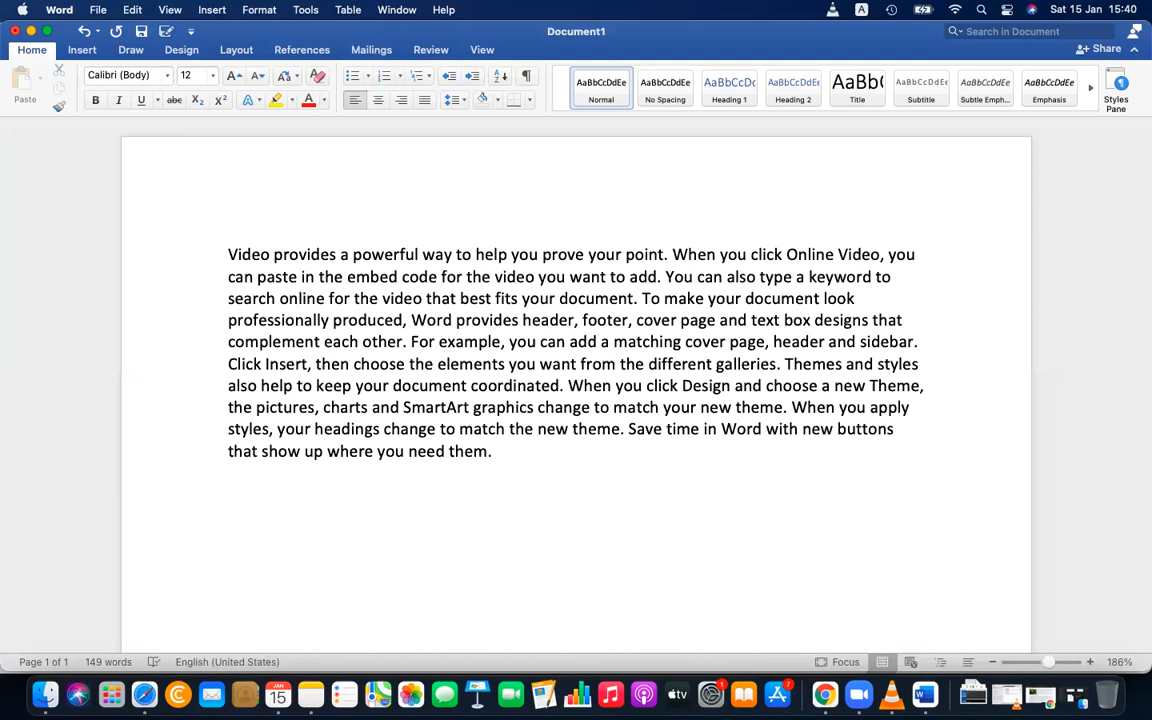 Word File Edit View Insert Format Tools Table Window Help A Sat 15 Jan 15:40
Document1 Search in Document
Home Insert Draw Design Layout References Mailings Review View Share
Calibri (Body) 12
Paste
AaBbCcDdEe AaBbCcDdEe AaBbCcDc AaBbCcDdEe AaBb( AaBbCcDdEe AaBbCcDdEe AaBbCcDdEe
Normal No Spacing Heading 1 Heading 2 Title Subtitle Subtle Emph... Emphasis
Styles
Pane
Video provides a powerful way to help you prove your point. When you click Online Video, you
can paste in the embed code for the video you want to add. You can also type a keyword to
search online for the video that best fits your document. To make your document look
professionally produced, Word provides header, footer, cover page and text box designs that
complement each other. For example, you can add a matching cover page, header and sidebar.
Click Insert, then choose the elements you want from the different galleries. Themes and styles
also help to keep your document coordinated. When you click Design and choose a new Theme,
the pictures, charts and SmartArt graphics change to match your new theme. When you apply
styles, your headings change to match the new theme. Save time in Word with new buttons
that show up where you need them.
Page 1 of 1 149 words English (United States) Focus 186%
JAN
15
tv
1
7